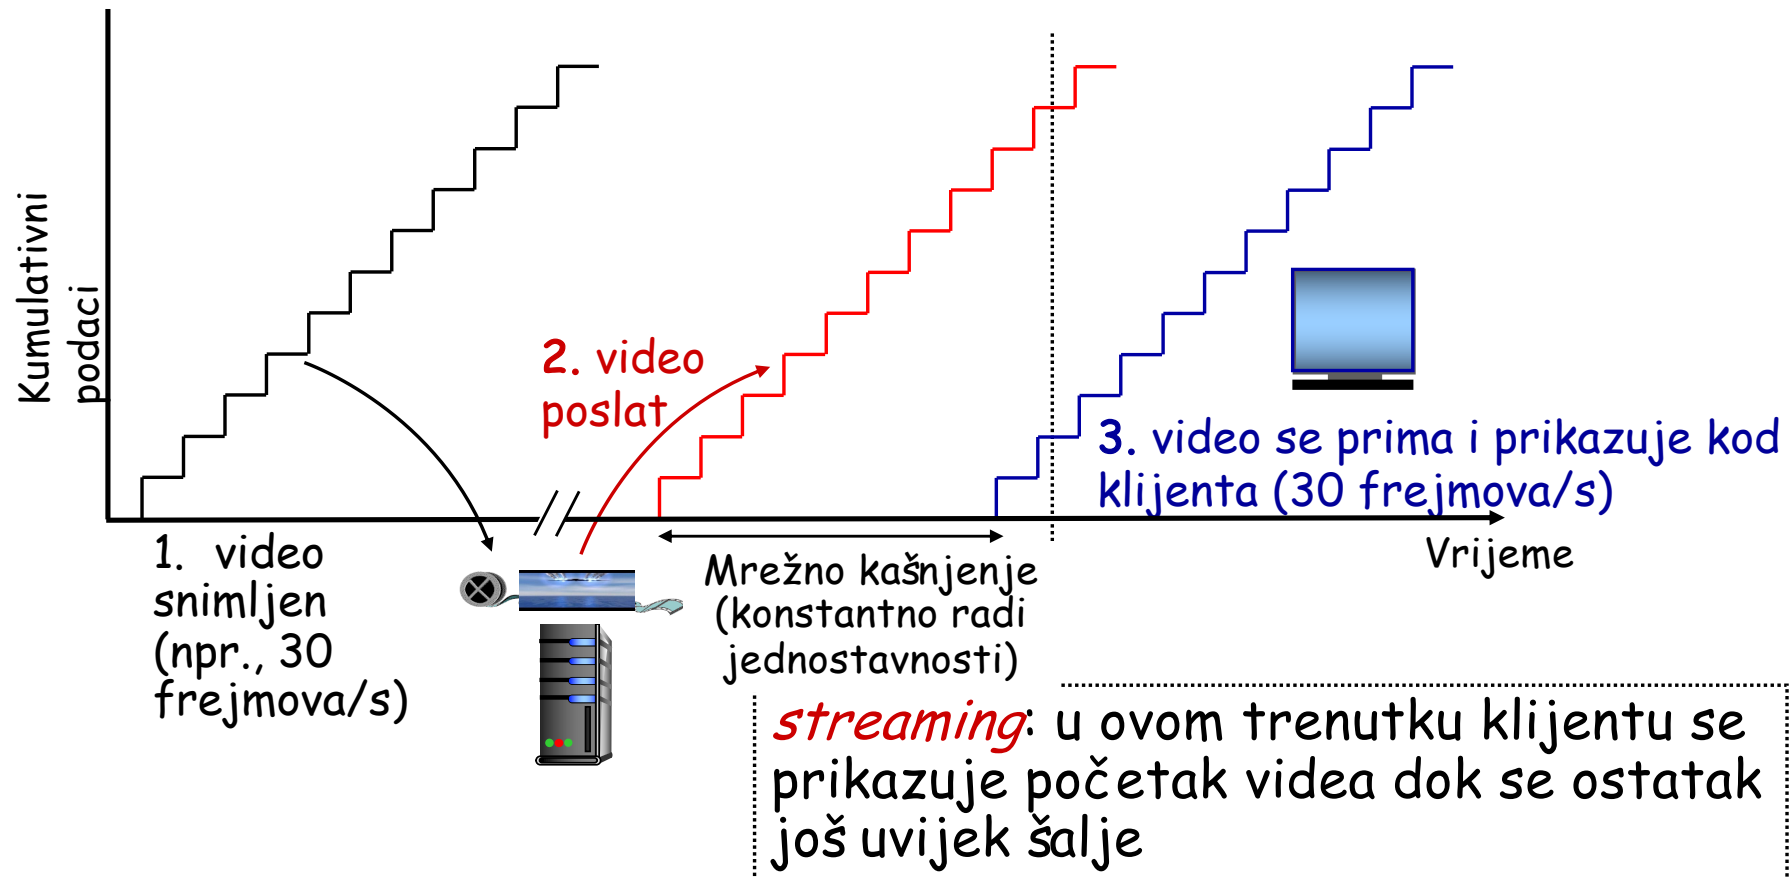 Kumulativni
podaci
2. video
poslat
3. video se prima i prikazuje kod
klijenta (30 frejmova/s)
1. video
snimljen
(npr., 30
frejmova/s)
Mrežno kašnjenje
(konstantno radi
jednostavnosti)
Vrijeme
streaming: u ovom trenutku klijentu se
prikazuje početak videa dok se ostatak
još uvijek šalje